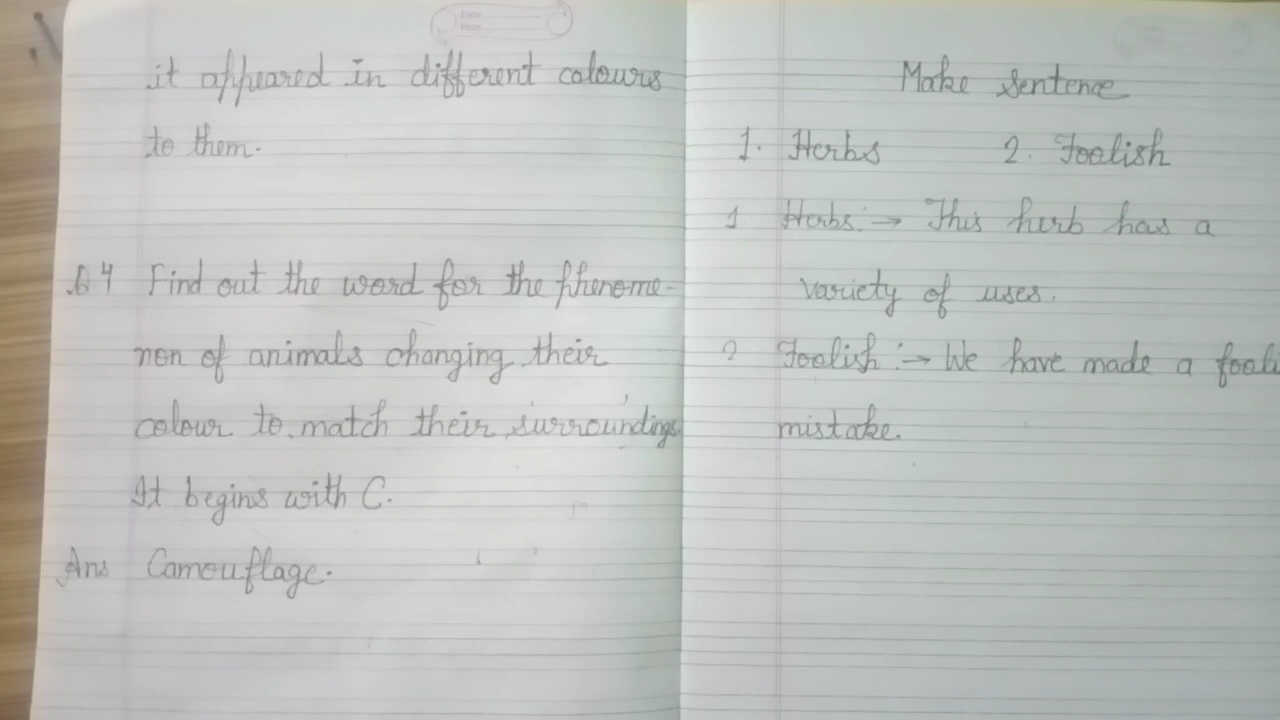 it appeared in different colours
to them.
Q4 Find out the word for the phenome-
non of animals changing their
colour to match their surroundings
It begins with C.
Ans Camouflage.
Make Sentence
1. Herbs 2. Foolish
1 Herbs :→ This herb has a
variety of uses.
2 Foolish :→ We have made a fooli
mistake.